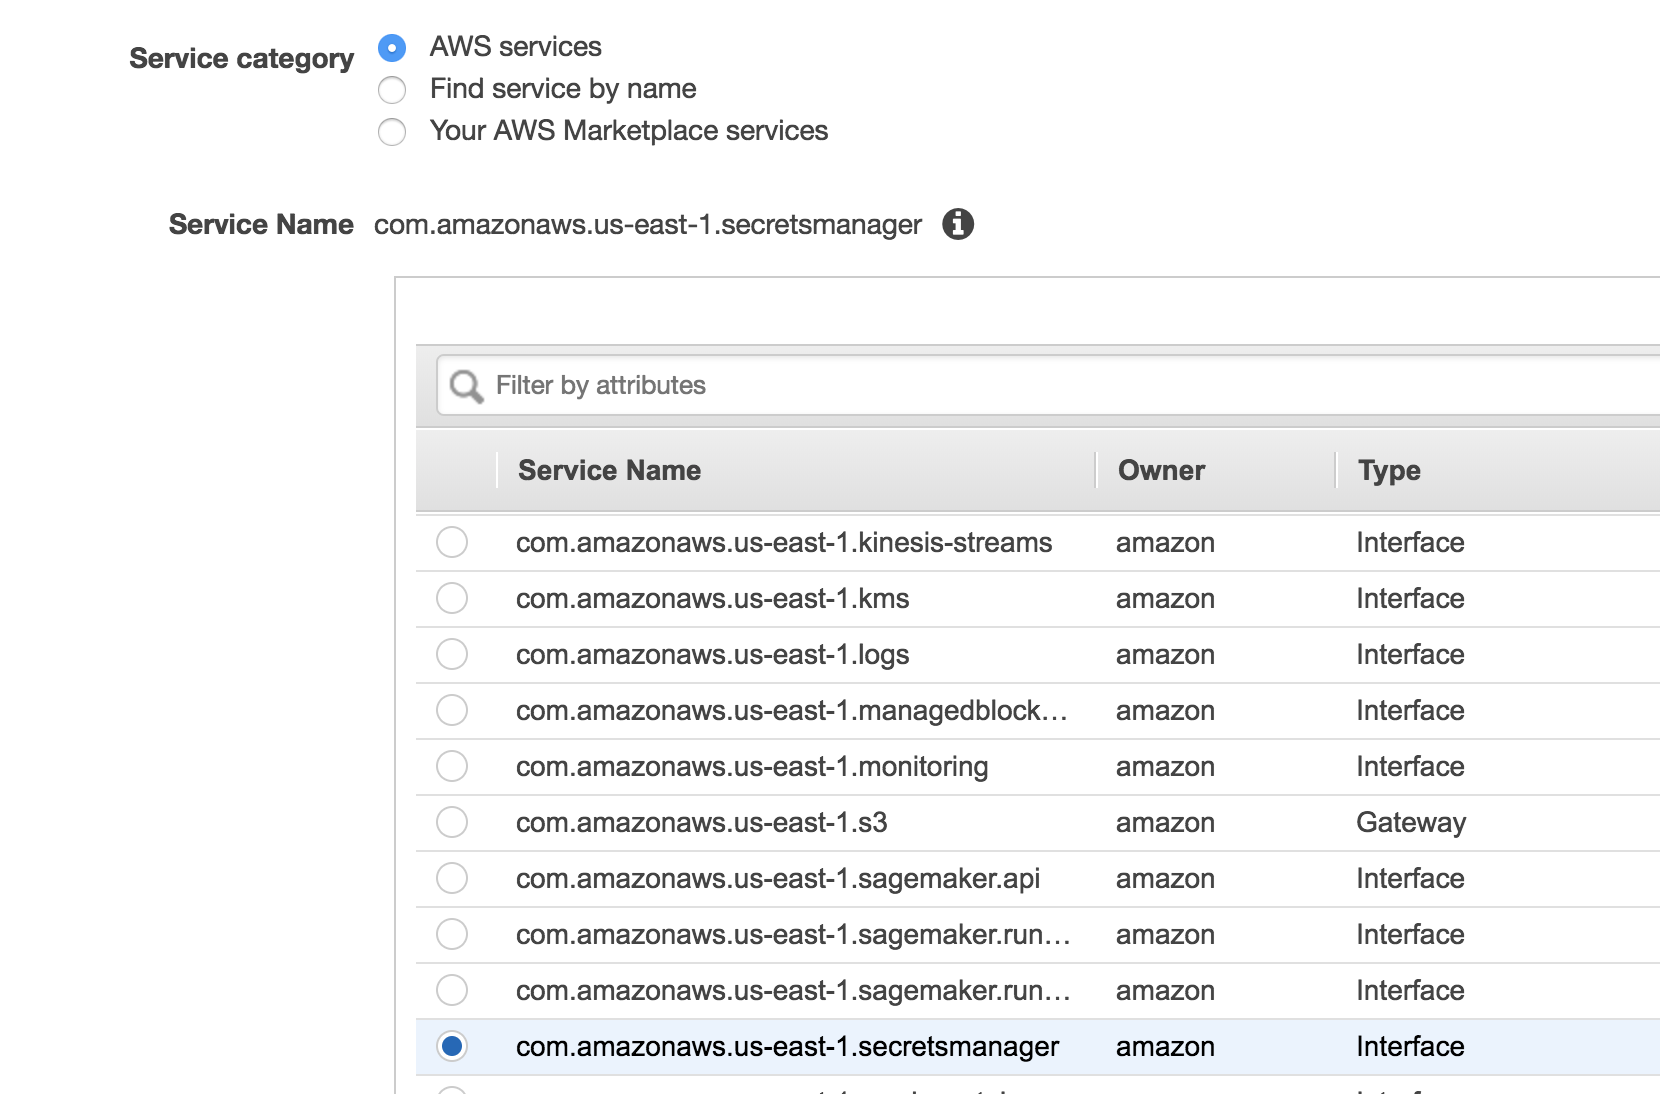 Service category
AWS services
Find service by name
Your AWS Marketplace services
Service Name com.amazonaws.us-east-1.secretsmanager
Filter by attributes
Service Name Owner Type
com.amazonaws.us-east-1.kinesis-streams amazon Interface
com.amazonaws.us-east-1.kms amazon Interface
com.amazonaws.us-east-1.logs amazon Interface
com.amazonaws.us-east-1.managedblock… amazon Interface
com.amazonaws.us-east-1.monitoring amazon Interface
com.amazonaws.us-east-1.s3 amazon Gateway
com.amazonaws.us-east-1.sagemaker.api amazon Interface
com.amazonaws.us-east-1.sagemaker.run… amazon Interface
com.amazonaws.us-east-1.sagemaker.run… amazon Interface
com.amazonaws.us-east-1.secretsmanager amazon Interface